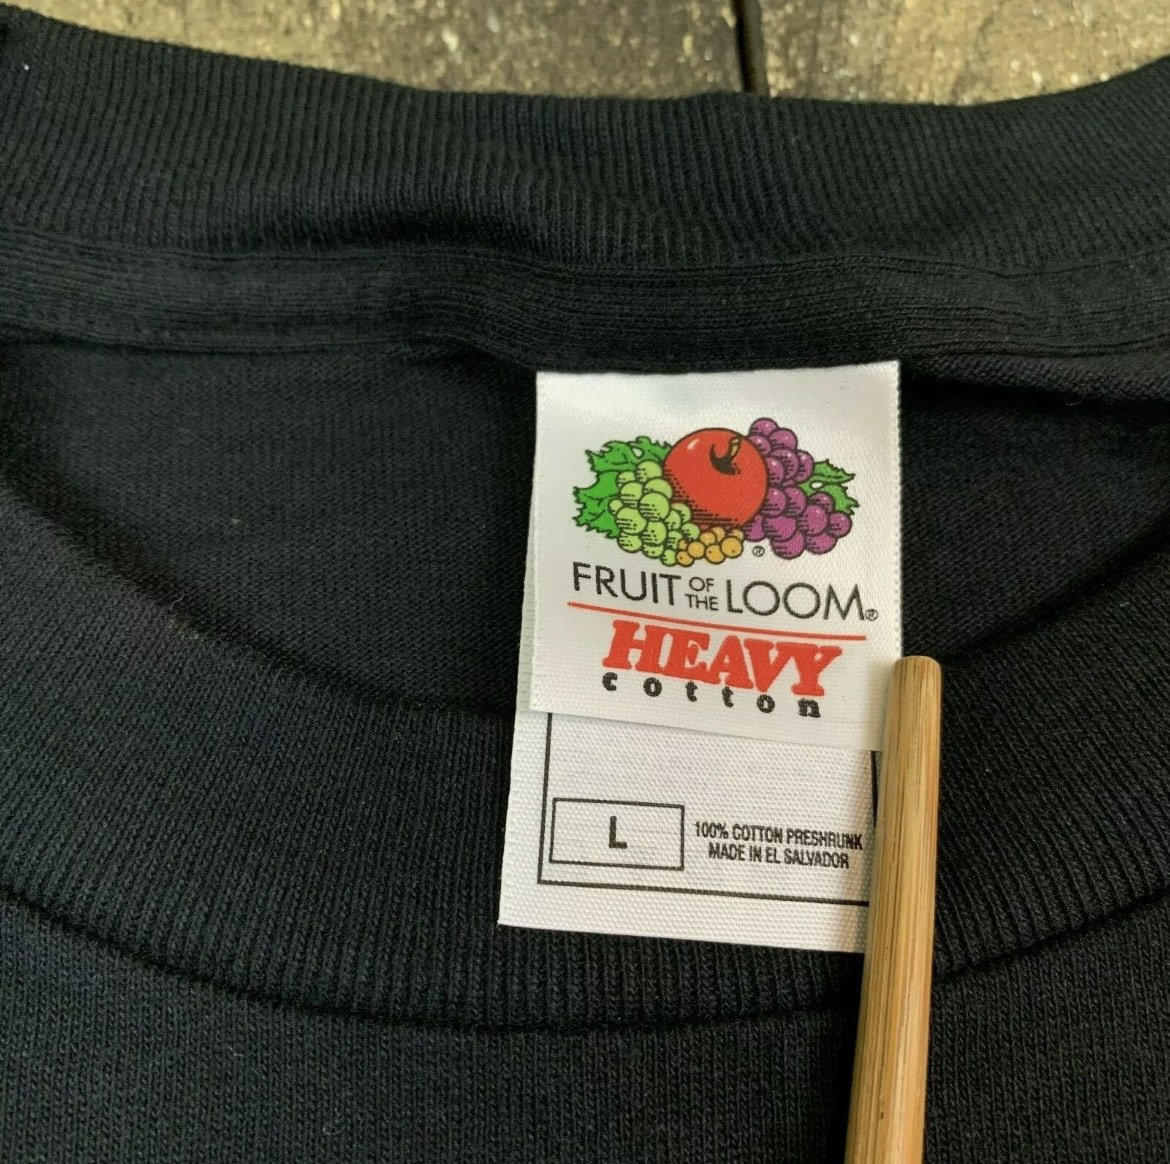 FRUIT OF THE LOOM®
HEAVY
cotton
L
100% COTTON PRESHRUNK
MADE IN EL SALVADOR